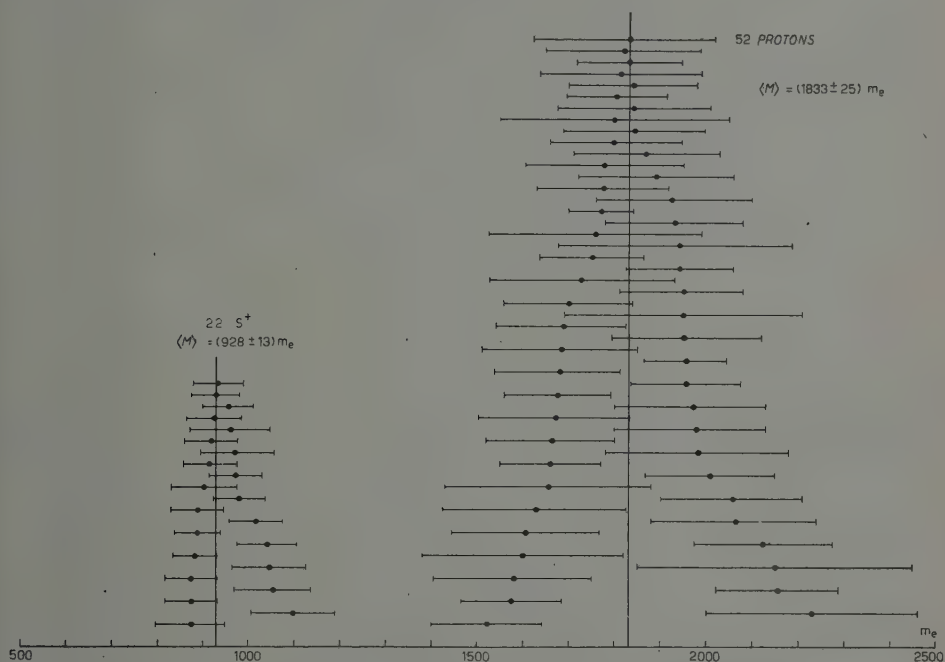 52 PROTONS
⟨M⟩ = (1833 ± 25) mₑ
22 S⁺
⟨M⟩ = (928 ± 13) mₑ
mₑ
500 1000 1500 2000 2500